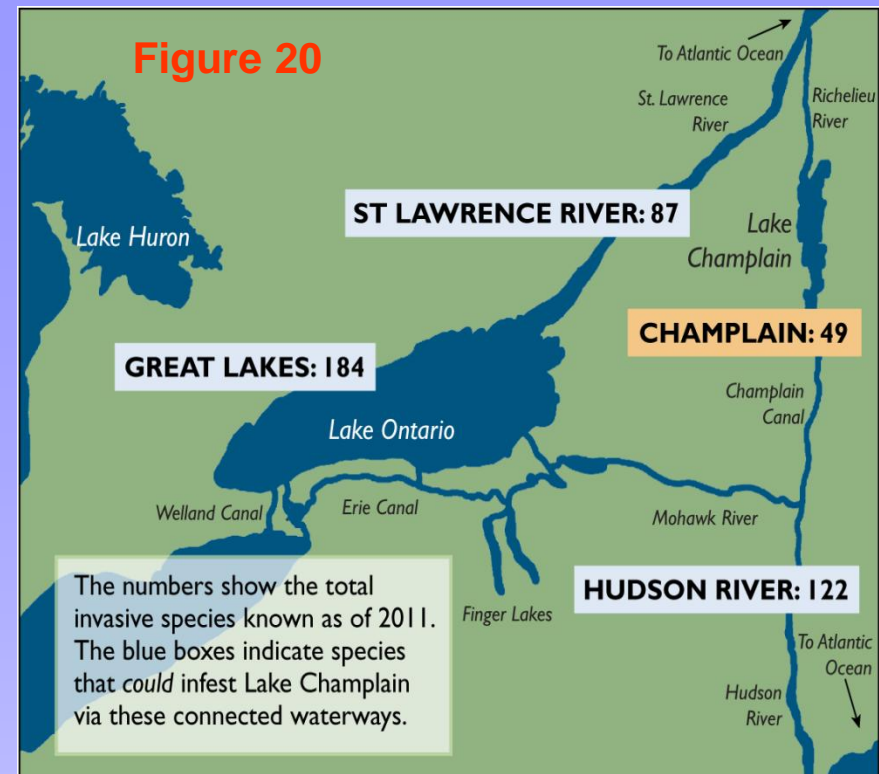 Figure 20
To Atlantic Ocean
St. Lawrence
River
Richelieu
River
ST LAWRENCE RIVER: 87
Lake
Champlain
Lake Huron
CHAMPLAIN: 49
GREAT LAKES: 184
Champlain
Canal
Lake Ontario
Welland Canal
Erie Canal
Mohawk River
Finger Lakes
HUDSON RIVER: 122
The numbers show the total
invasive species known as of 2011.
The blue boxes indicate species
that could infest Lake Champlain
via these connected waterways.
To Atlantic
Ocean
Hudson
River